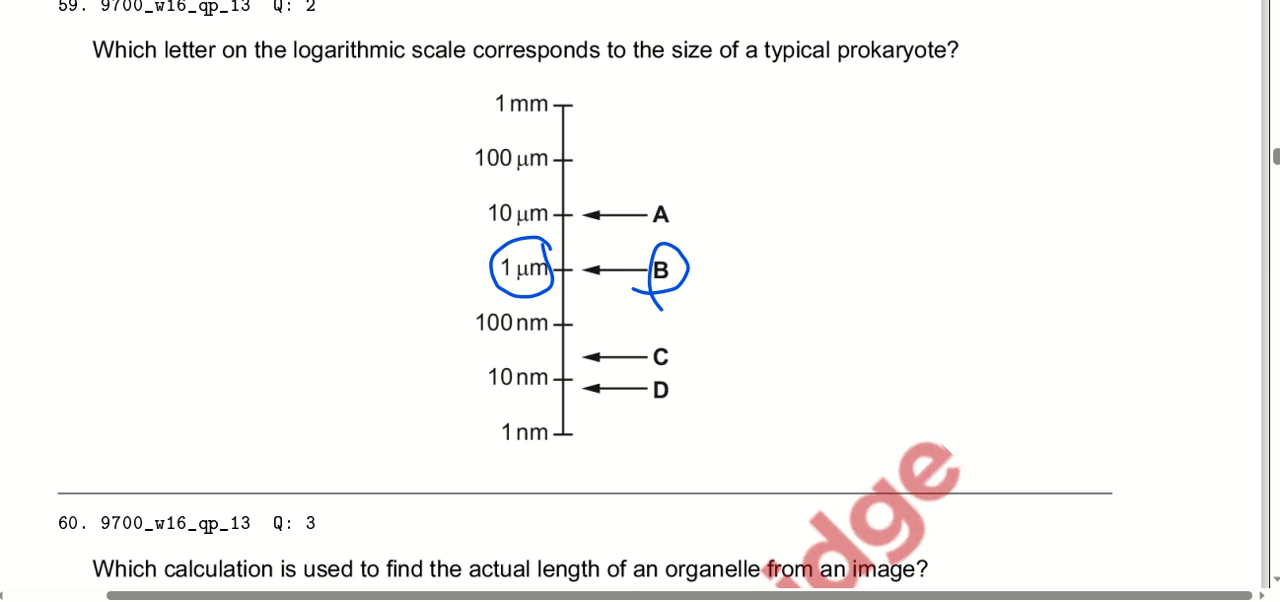 59. 9700_w16_qp_13 Q: 2
Which letter on the logarithmic scale corresponds to the size of a typical prokaryote?
1 mm
100 μm
10 μm A
1 μm B
100 nm
C
10 nm
D
1 nm
idge
60. 9700_w16_qp_13 Q: 3
Which calculation is used to find the actual length of an organelle from an image?